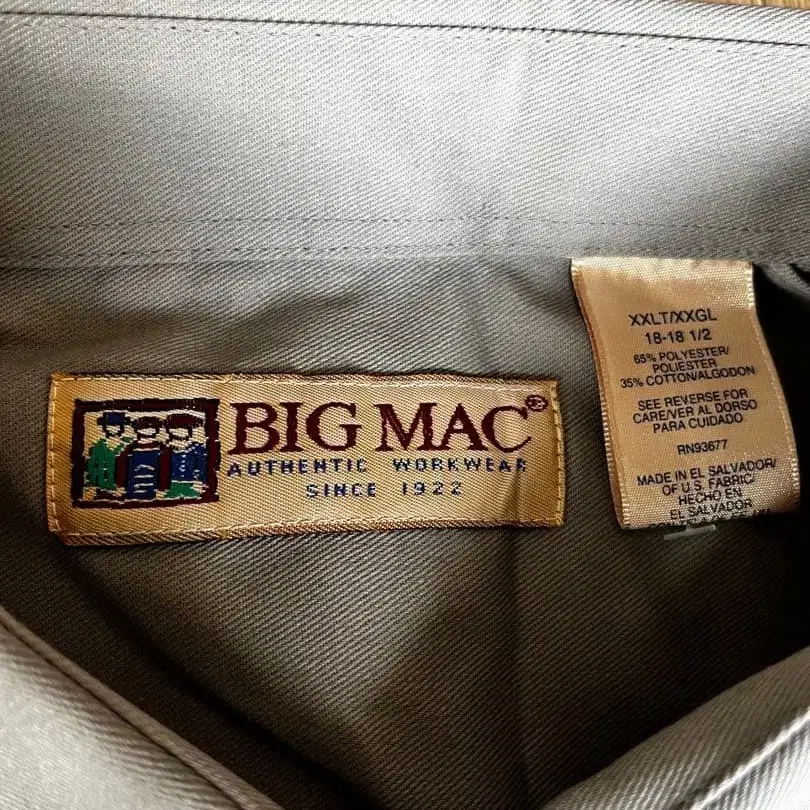 BIG MAC®
AUTHENTIC WORKWEAR
SINCE 1922
XXLT/XXGL
18-18 1/2
65% POLYESTER/
POLIESTER
35% COTTON/ALGODON
SEE REVERSE FOR
CARE/VER AL DORSO
PARA CUIDADO
RN93677
MADE IN EL SALVADOR/
OF U.S. FABRIC/
HECHO EN
EL SALVADOR